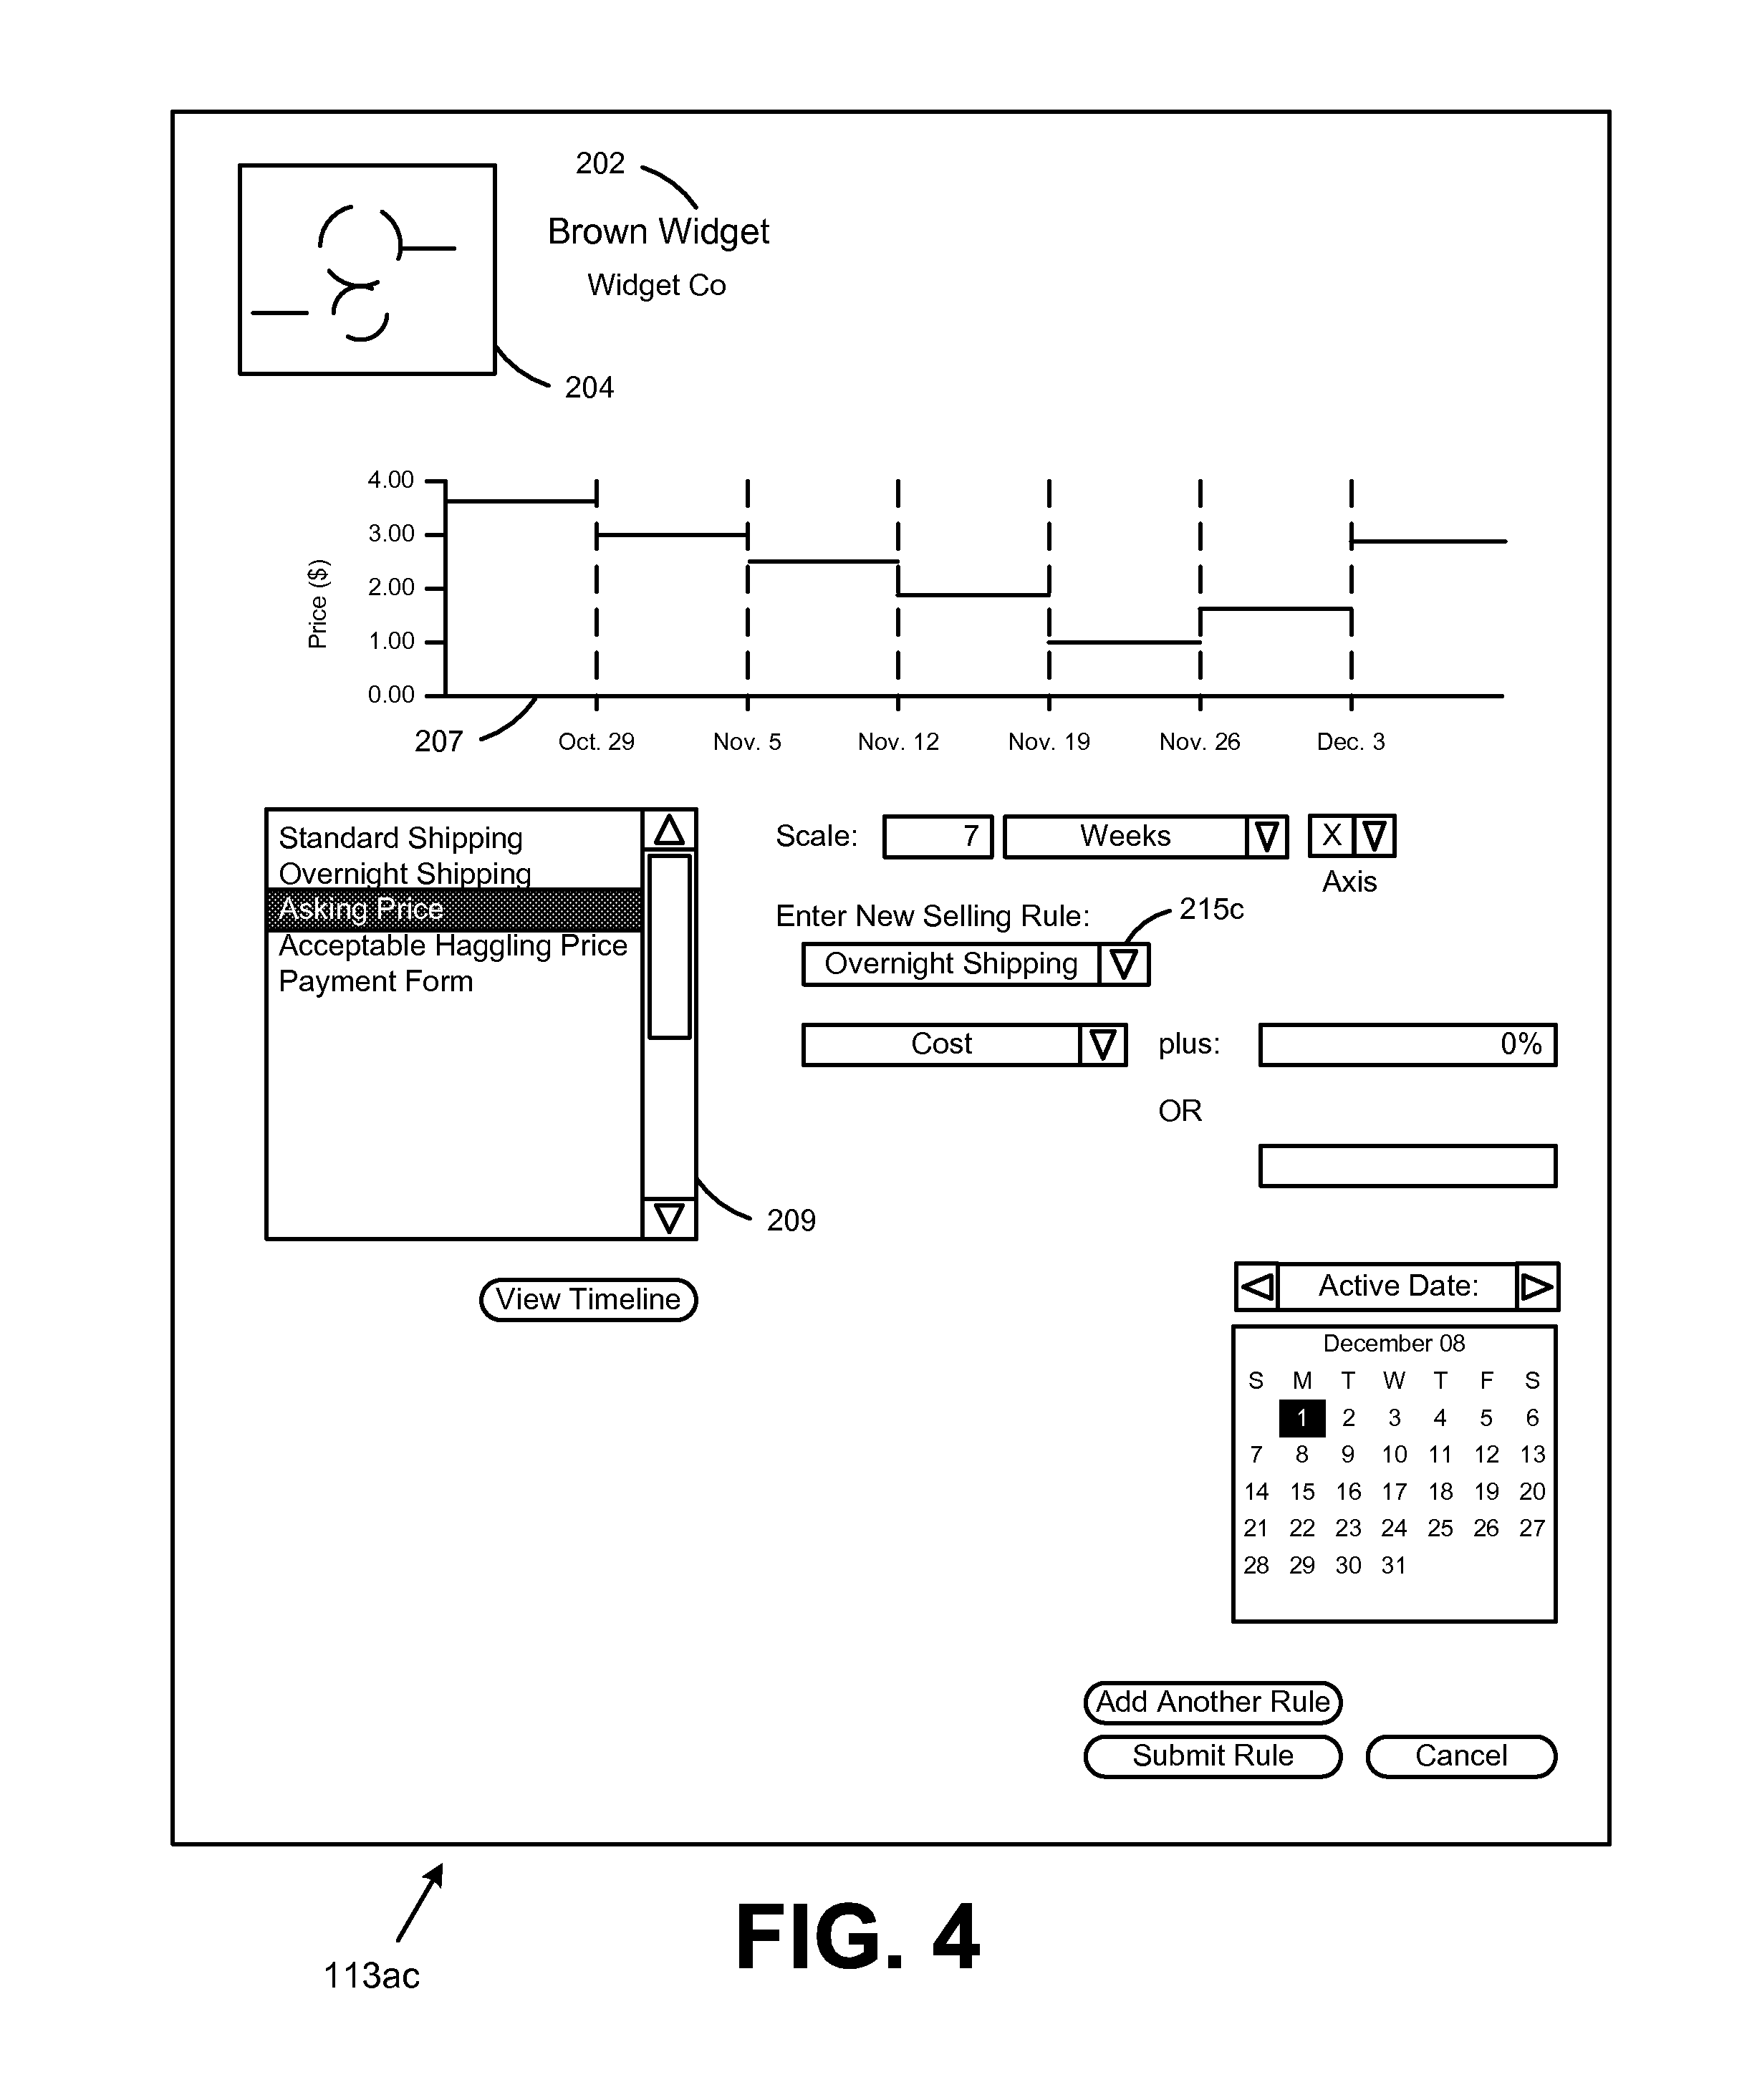 202
Brown Widget
Widget Co
204
4.00
3.00
2.00
1.00
0.00
Price ($)
207
Oct. 29 Nov. 5 Nov. 12 Nov. 19 Nov. 26 Dec. 3
Standard Shipping
Overnight Shipping
Asking Price
Acceptable Haggling Price
Payment Form
209
View Timeline
Scale: 7 Weeks X
Axis
Enter New Selling Rule:
215c
Overnight Shipping
Cost plus: 0%
OR
Active Date:
December 08
S M T W T F S
1 2 3 4 5 6
7 8 9 10 11 12 13
14 15 16 17 18 19 20
21 22 23 24 25 26 27
28 29 30 31
Add Another Rule
Submit Rule Cancel
113ac
FIG. 4